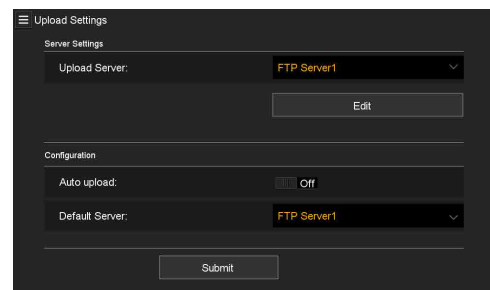 Upload Settings
Server Settings
Upload Server: FTP Server1
Edit
Configuration
Auto upload: Off
Default Server: FTP Server1
Submit